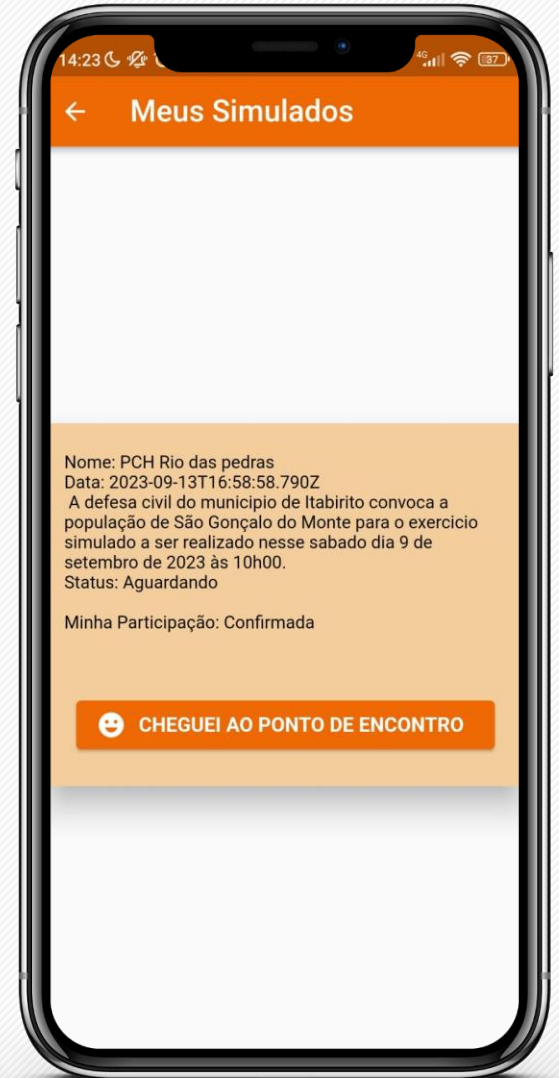 14:23
4G 37
Meus Simulados
Nome: PCH Rio das pedras
Data: 2023-09-13T16:58:58.790Z
A defesa civil do municipio de Itabirito convoca a
população de São Gonçalo do Monte para o exercicio
simulado a ser realizado nesse sabado dia 9 de
setembro de 2023 às 10h00.
Status: Aguardando
Minha Participação: Confirmada
CHEGUEI AO PONTO DE ENCONTRO